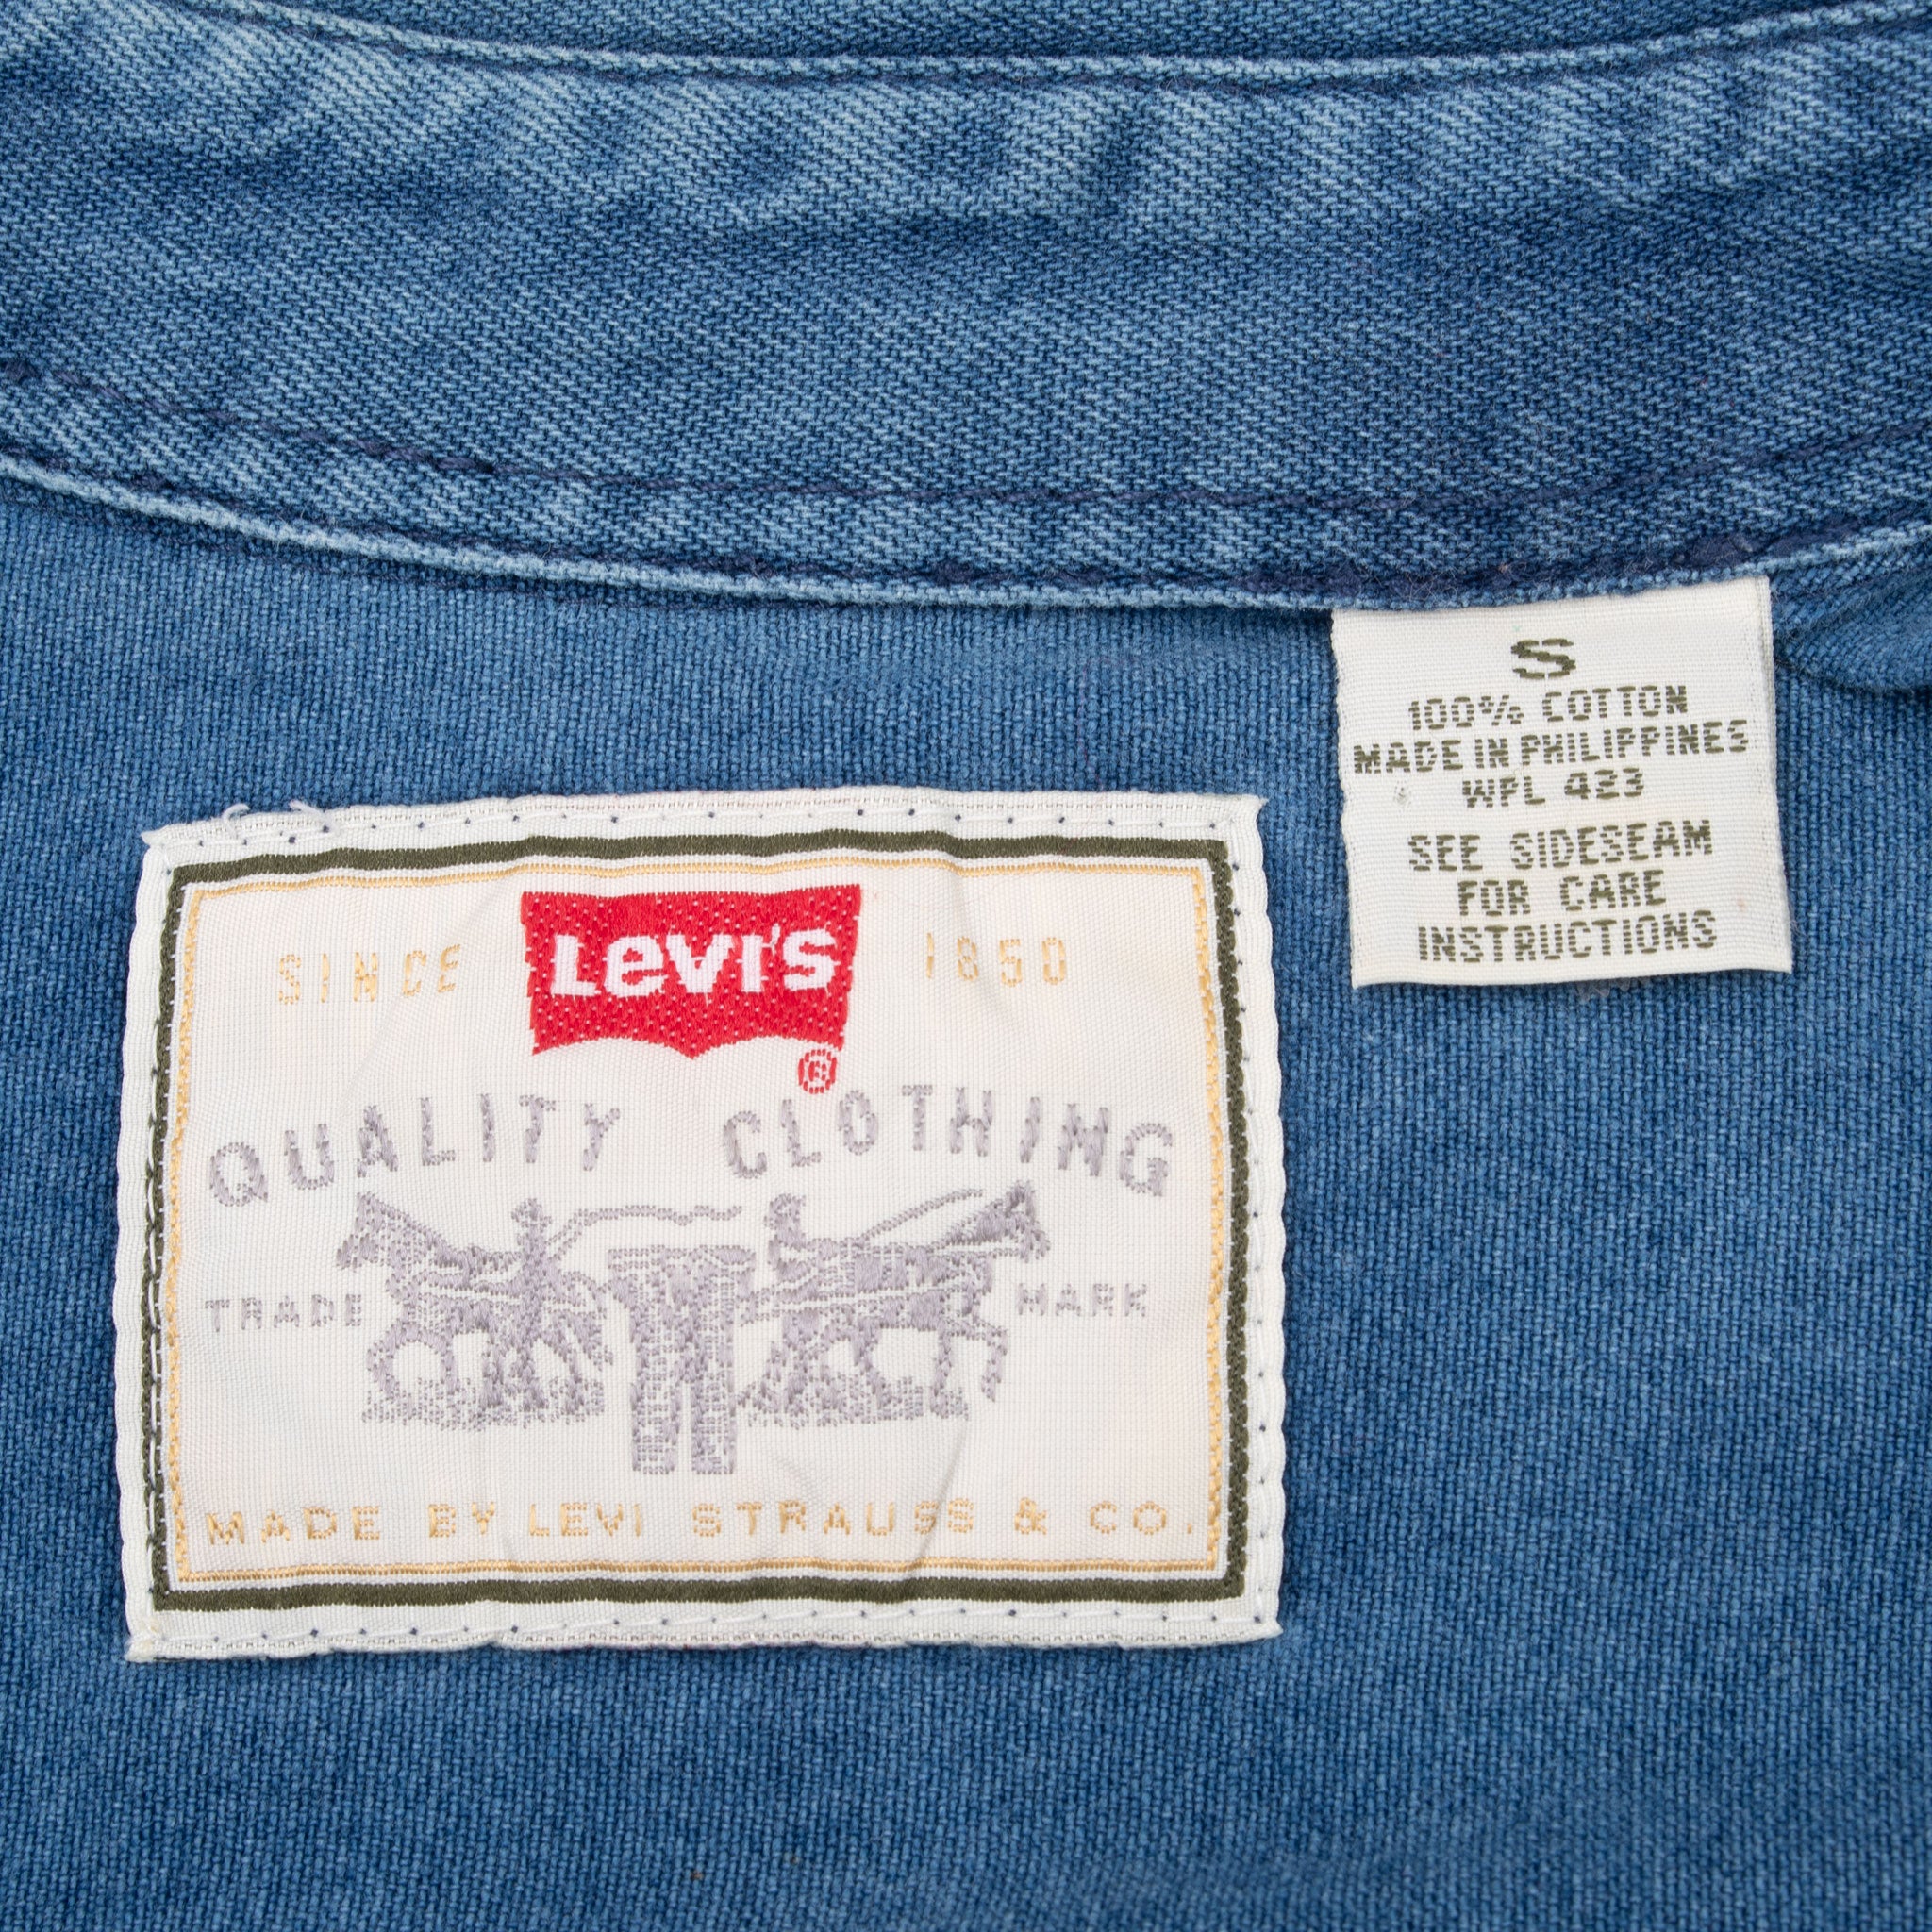 S
100% COTTON
MADE IN PHILIPPINES
WPL 423
SEE SIDESEAM
FOR CARE
INSTRUCTIONS
SINCE LEVI'S 1850
®
QUALITY CLOTHING
TRADE MARK
MADE BY LEVI STRAUSS & CO.